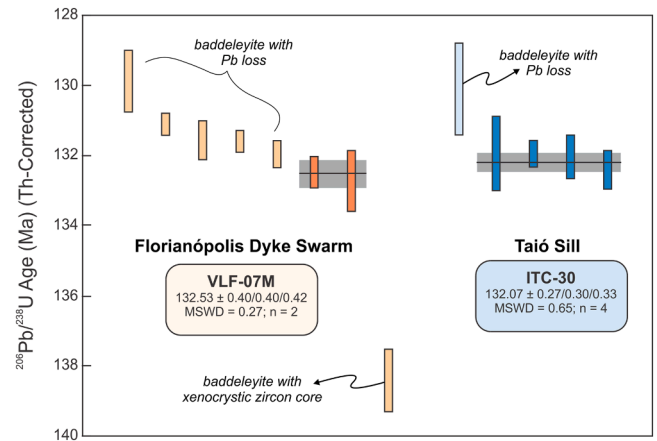 128
130
132
134
136
138
140
206Pb/238U Age (Ma) (Th-Corrected)
baddeleyite with
Pb loss
baddeleyite with
Pb loss
Florianópolis Dyke Swarm
VLF-07M
132.53 ± 0.40/0.40/0.42
MSWD = 0.27; n = 2
Taió Sill
ITC-30
132.07 ± 0.27/0.30/0.33
MSWD = 0.65; n = 4
baddeleyite with
xenocrystic zircon core